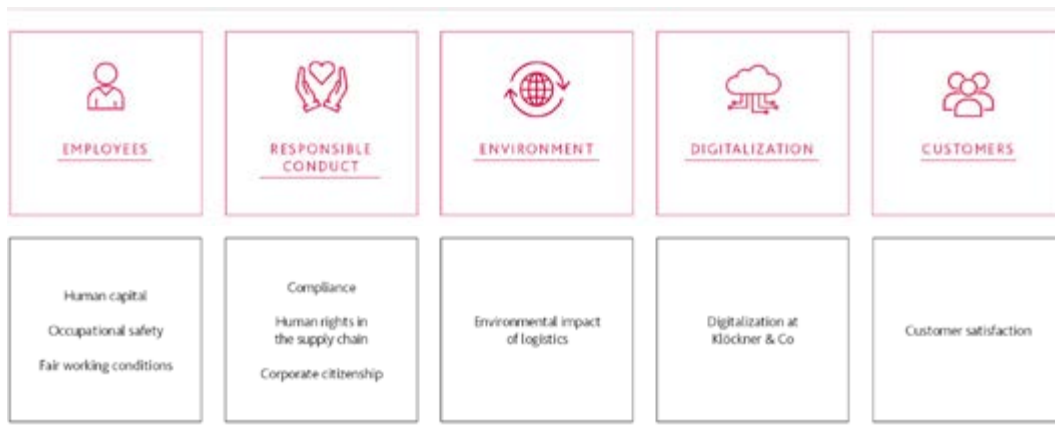 EMPLOYEES
RESPONSIBLE
CONDUCT
ENVIRONMENT
DIGITALIZATION
CUSTOMERS
Human capital
Occupational safety
Fair working conditions
Compliance
Human rights in
the supply chain
Corporate citizenship
Environmental impact
of logistics
Digitalization at
Klöckner & Co
Customer satisfaction